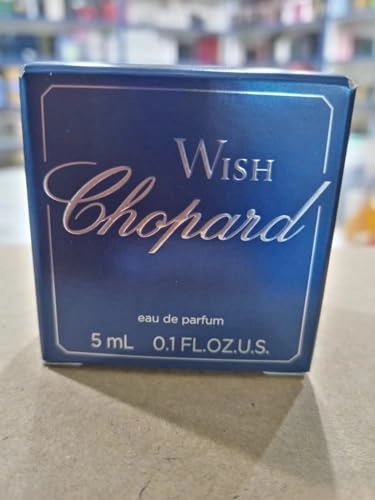 WISH
Chopard
eau de parfum
5 mL 0.1 FL.OZ.U.S.